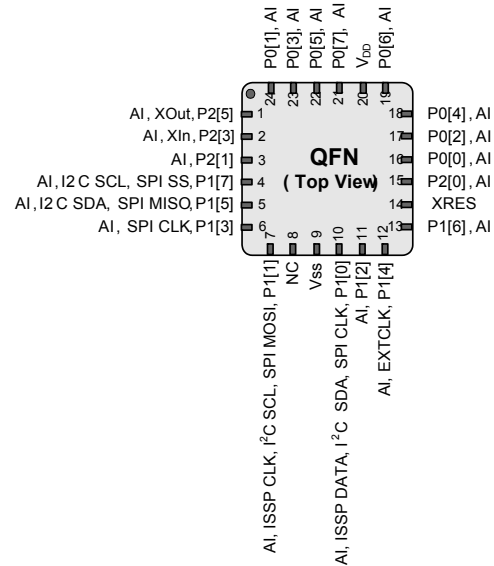 P0[1], AI
P0[3], AI
P0[5], AI
P0[7], AI
VDD
P0[6], AI
24
23
22
21
20
19
AI, XOut, P2[5]
1
AI, XIn, P2[3]
2
AI, P2[1]
3
AI, I2 C SCL, SPI SS, P1[7]
4
AI, I2 C SDA, SPI MISO, P1[5]
5
AI, SPI CLK, P1[3]
6
QFN
( Top View)
18
P0[4], AI
17
P0[2], AI
16
P0[0], AI
15
P2[0], AI
14
XRES
13
P1[6], AI
7
8
9
10
11
12
AI, ISSP CLK, I²C SCL, SPI MOSI, P1[1]
NC
Vss
AI, ISSP DATA, I²C SDA, SPI CLK, P1[0]
AI, P1[2]
AI, EXTCLK, P1[4]